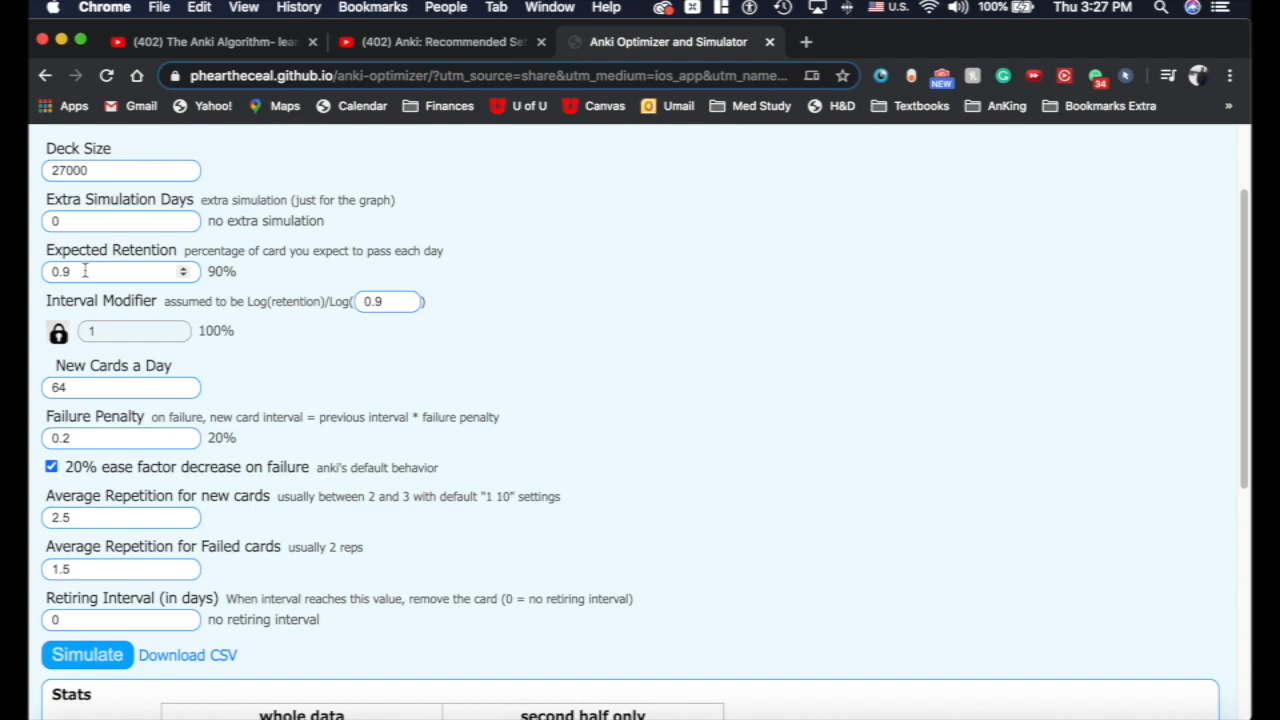 Chrome File Edit View History Bookmarks People Tab Window Help U.S. 100% Thu 3:27 PM
(402) The Anki Algorithm- lea (402) Anki: Recommended Se Anki Optimizer and Simulator
pheartheceal.github.io/anki-optimizer/?utm_source=share&utm_medium=ios_app&utm_name...
NEW 34
Apps Gmail Yahoo! Maps Calendar Finances U of U Canvas Umail Med Study H&D Textbooks AnKing Bookmarks Extra »
Deck Size
27000
Extra Simulation Days extra simulation (just for the graph)
0 no extra simulation
Expected Retention percentage of card you expect to pass each day
0.9 90%
Interval Modifier assumed to be Log(retention)/Log( 0.9 )
1 100%
New Cards a Day
64
Failure Penalty on failure, new card interval = previous interval * failure penalty
0.2 20%
20% ease factor decrease on failure anki's default behavior
Average Repetition for new cards usually between 2 and 3 with default "1 10" settings
2.5
Average Repetition for Failed cards usually 2 reps
1.5
Retiring Interval (in days) When interval reaches this value, remove the card (0 = no retiring interval)
0 no retiring interval
Simulate Download CSV
Stats
whole data second half only